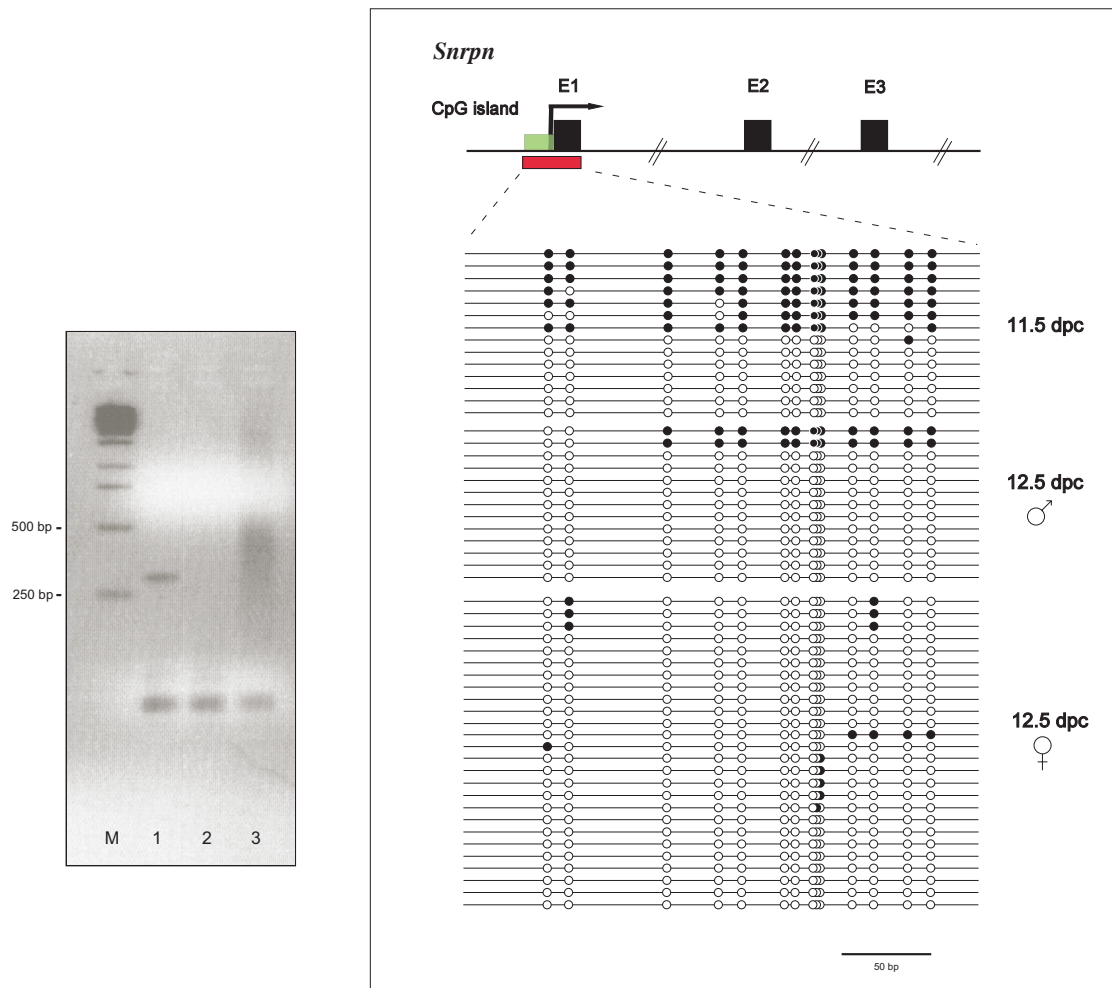 500 bp -
250 bp -
M 1 2 3
Snrpn
E1 E2 E3
CpG island
11.5 dpc
12.5 dpc
♂
12.5 dpc
♀
50 bp